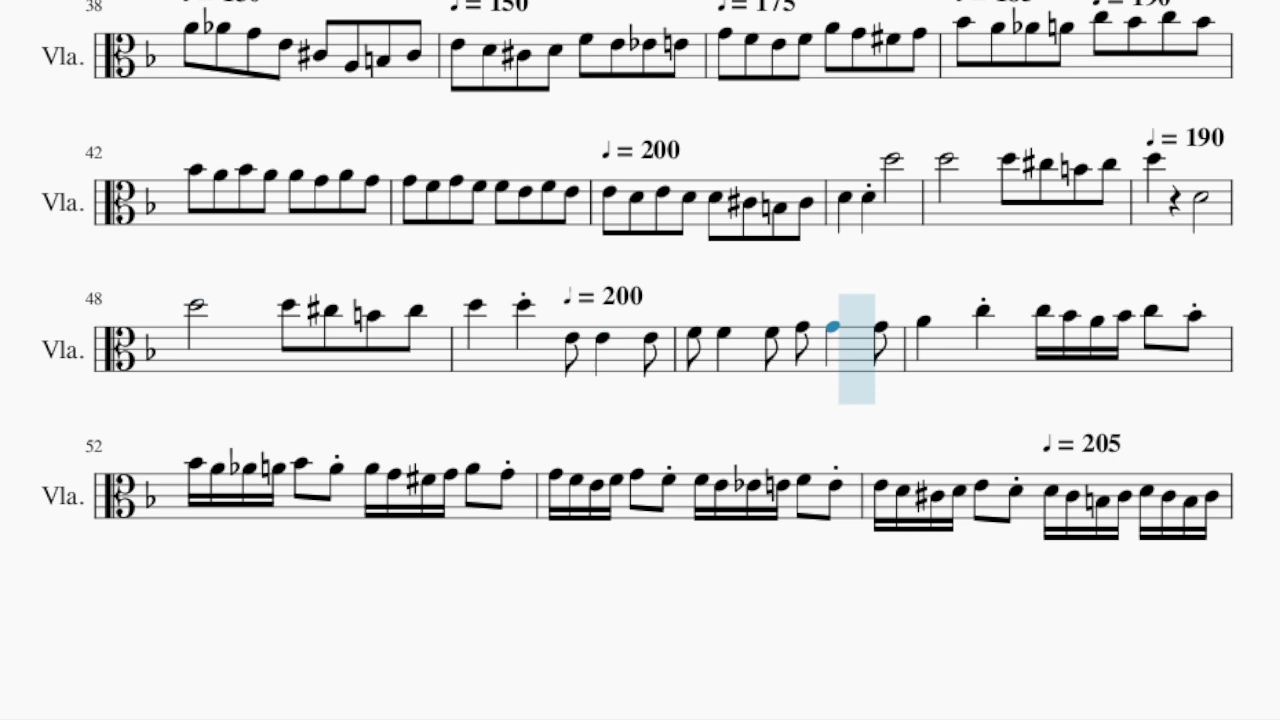 38 ♩ = 150 ♩ = 175 ♩ = 190
Vla.
42 ♩ = 200 ♩ = 190
Vla.
48 ♩ = 200
Vla.
52 ♩ = 205
Vla.